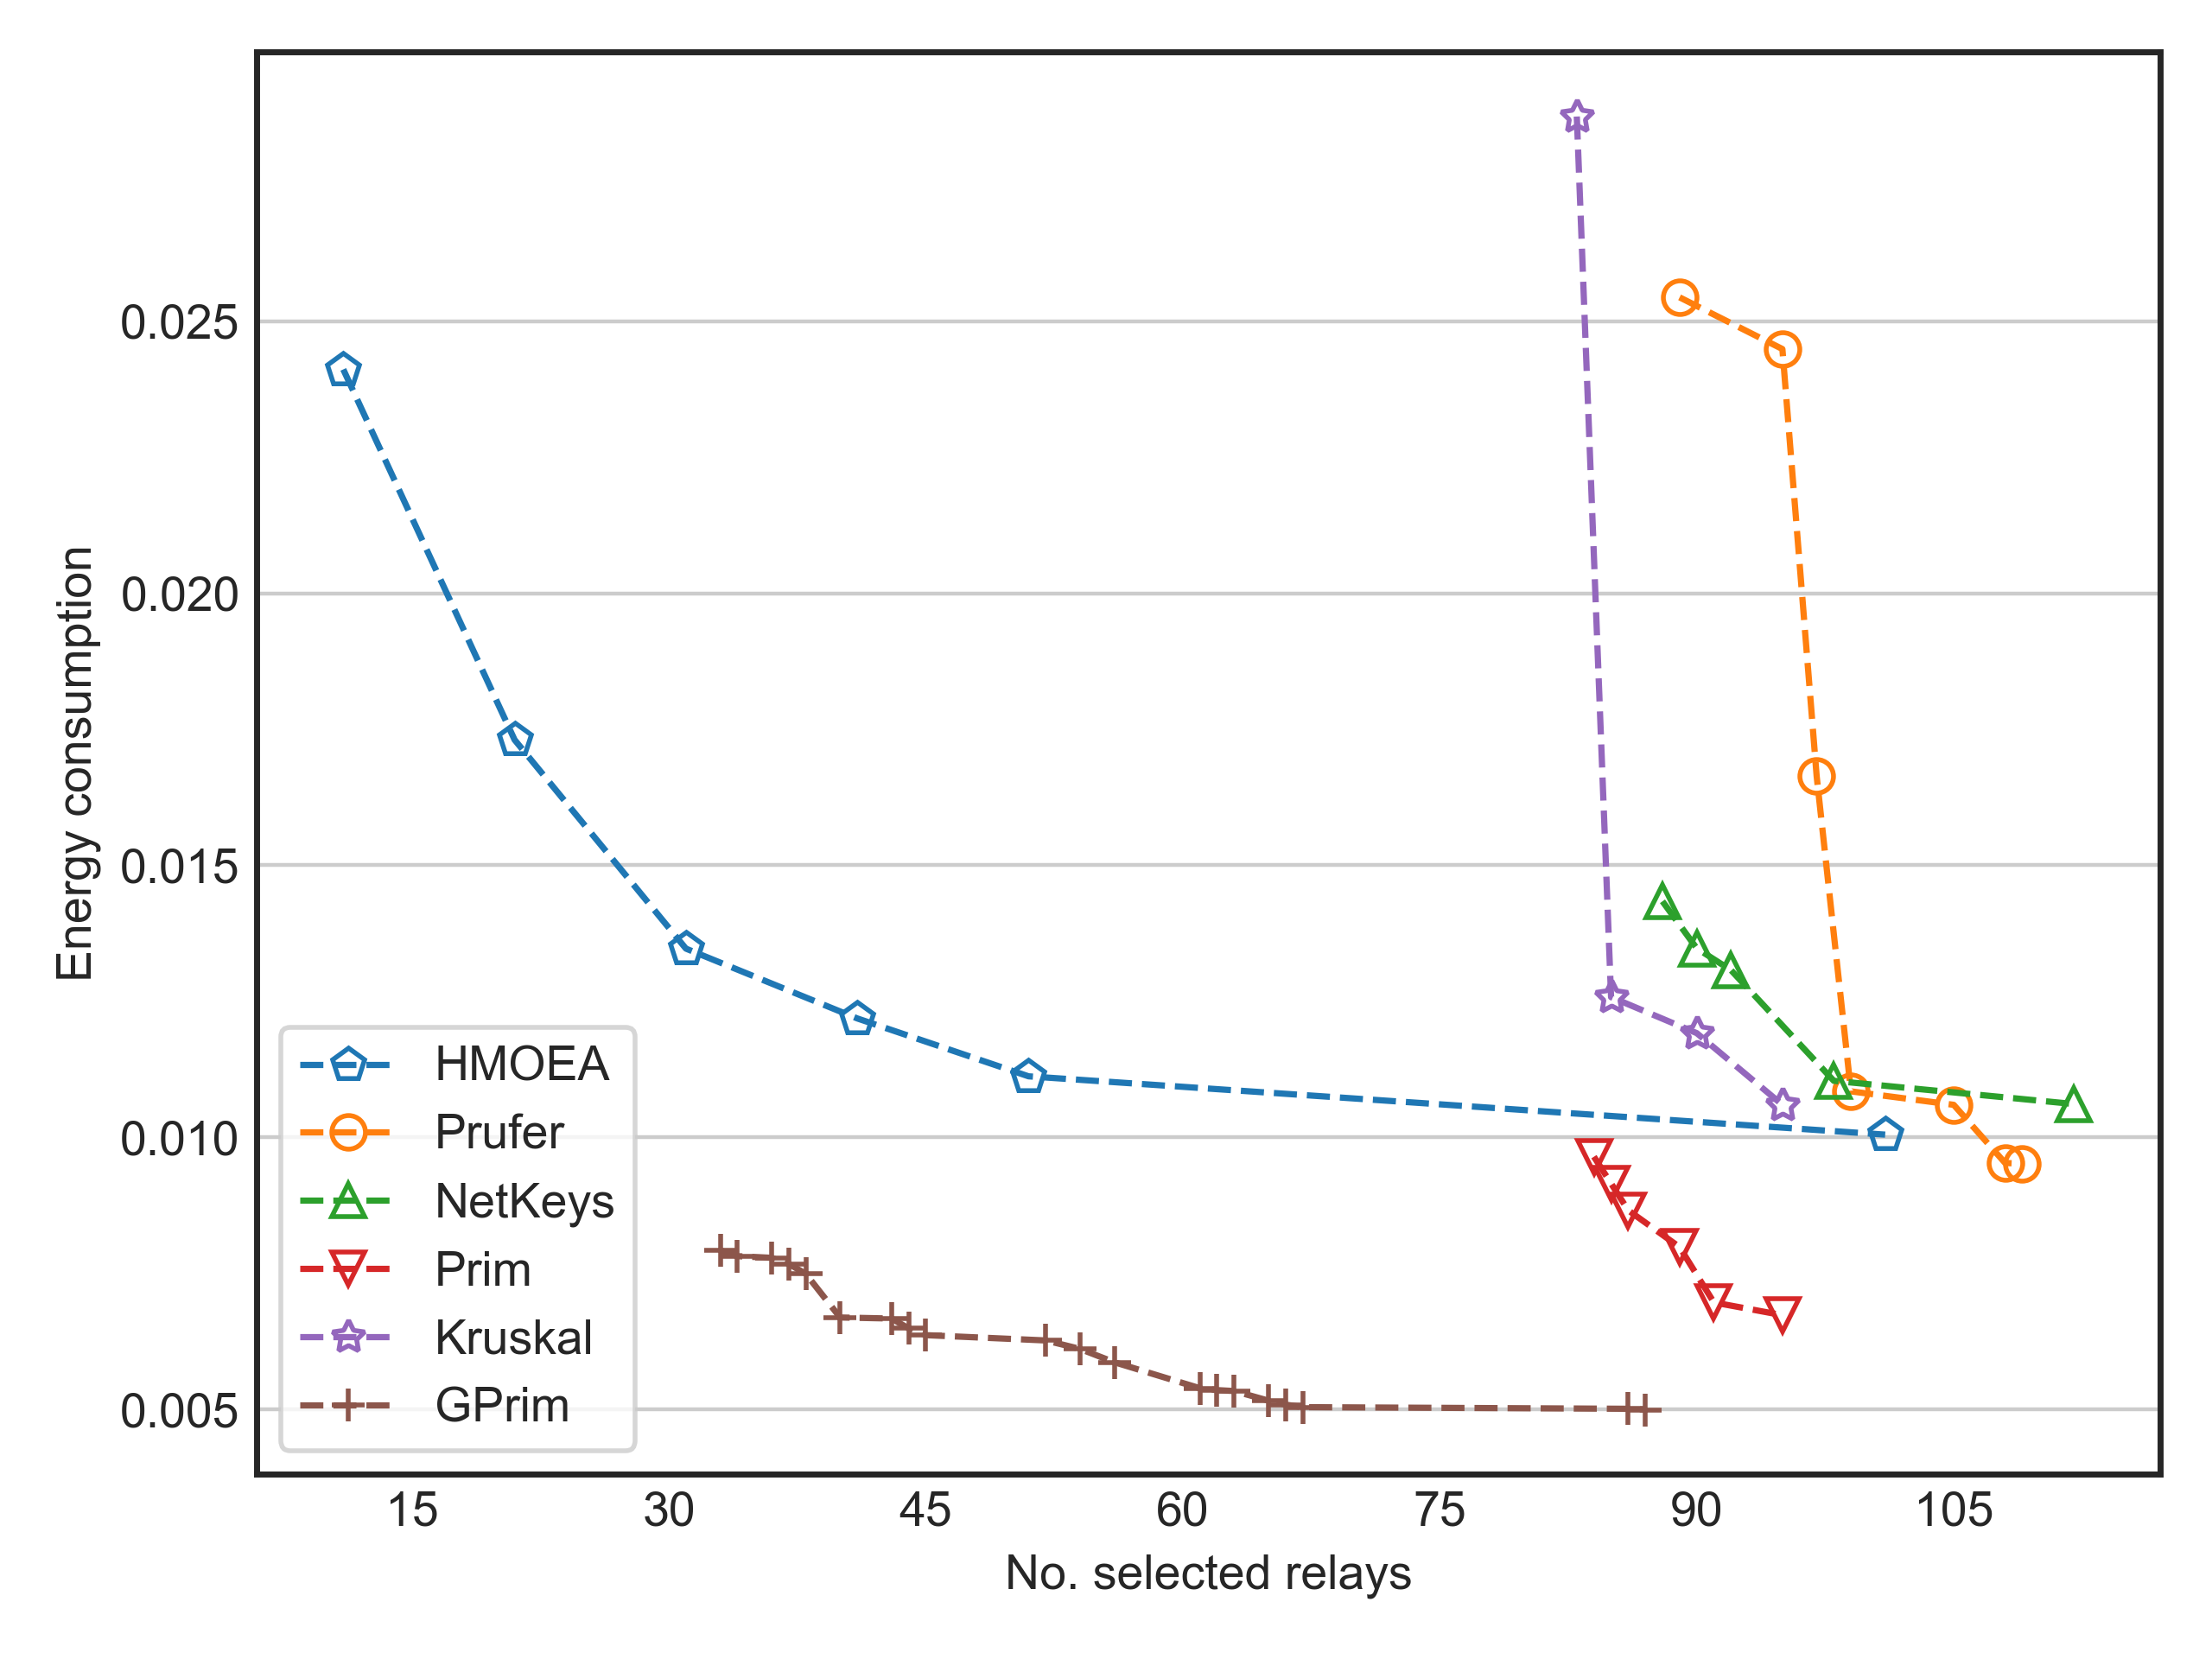 0.025
0.020
0.015
0.010
0.005
Energy consumption
HMOEA
Prufer
NetKeys
Prim
Kruskal
GPrim
15 30 45 60 75 90 105
No. selected relays